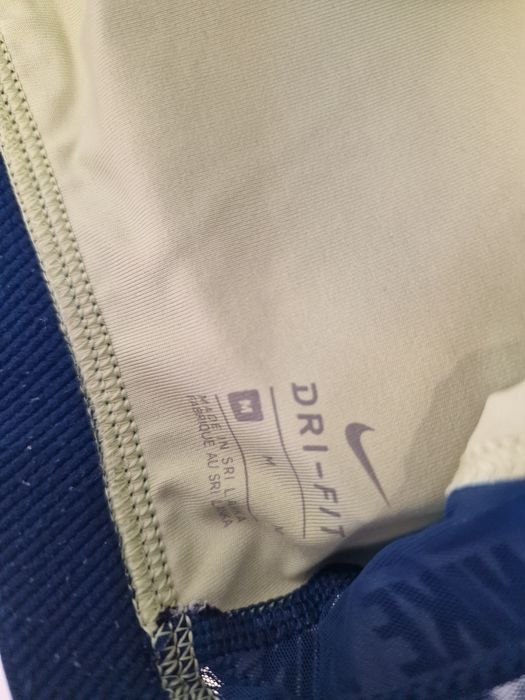 DRI-FIT
M
M
MADE IN SRI LANKA
FABRIQUE AU SRI LANKA